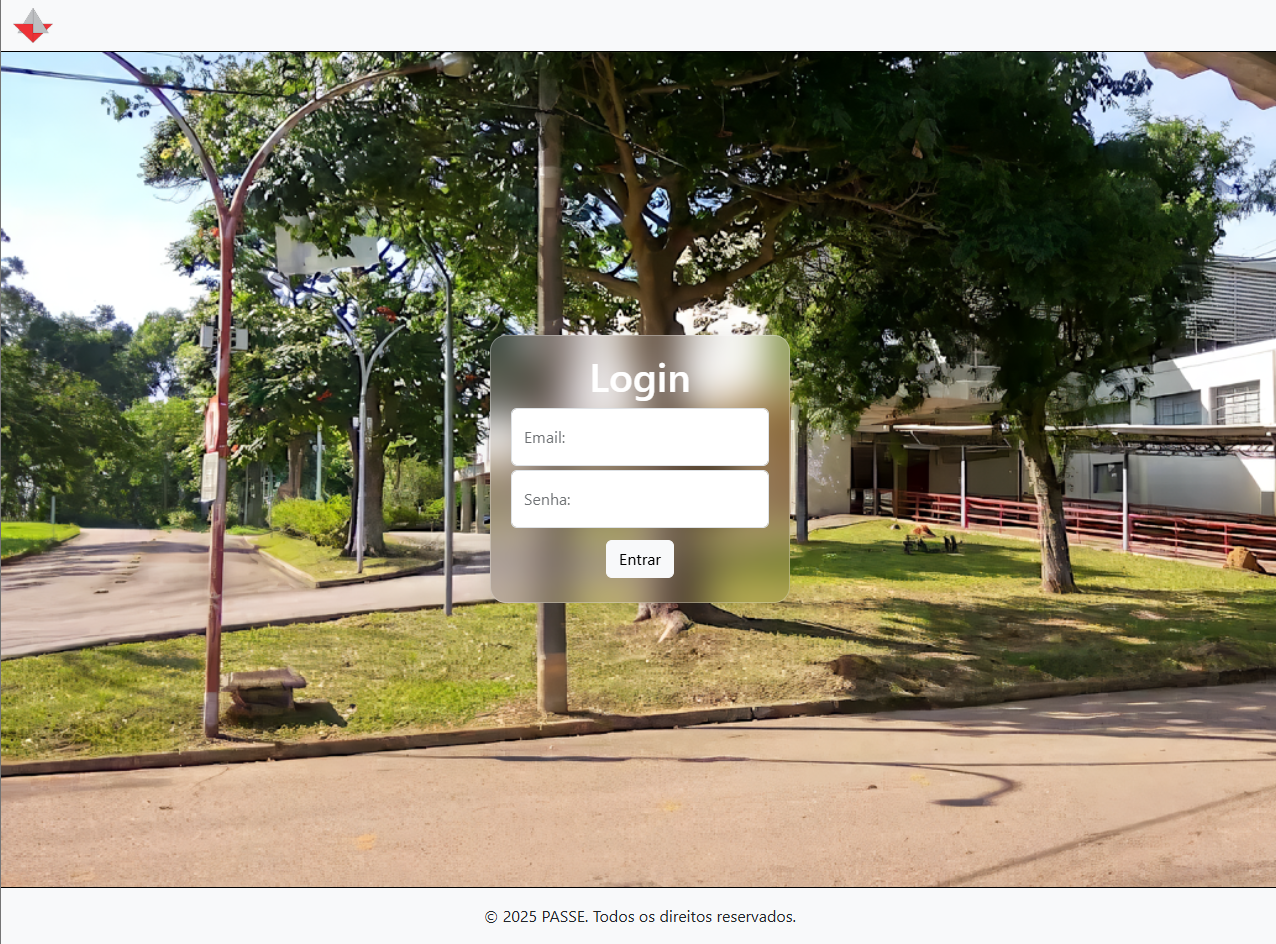 Login
Email:
Senha:
Entrar
© 2025 PASSE. Todos os direitos reservados.